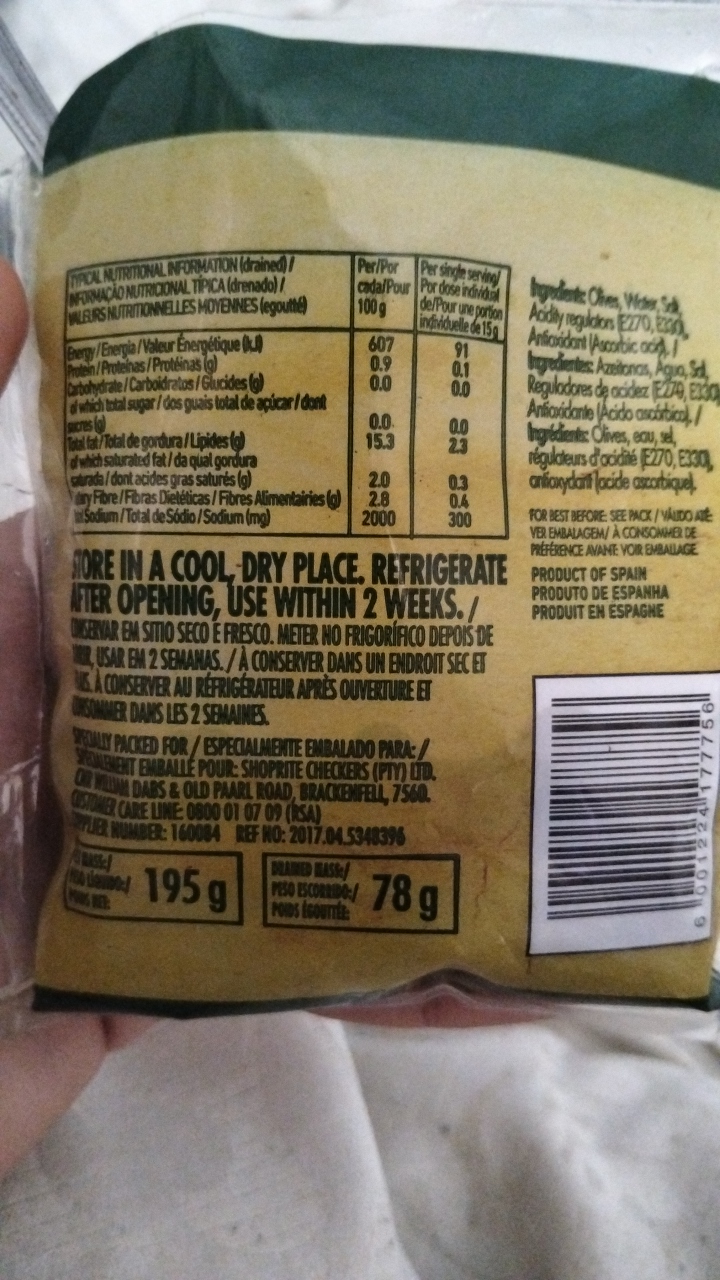 TYPICAL NUTRITIONAL INFORMATION (drained) /
INFORMAÇÃO NUTRICIONAL TÍPICA (drenado) /
VALEURS NUTRITIONNELLES MOYENNES (egoutté)
Per/Por
cada/Pour
100 g
Per single serving/
Por dose individual
de/Pour une portion
individuelle de 15 g
Energy / Energia / Valeur Énergétique (kJ) 607 91
Protein / Proteínas / Protéinas (g) 0.9 0.1
Carbohydrate / Carboidratos / Glucides (g) 0.0 0.0
of which total sugar / dos guais total de açúcar / dont
sucres (g) 0.0 0.0
Total fat / Total de gordura / Lipides (g) 15.3 2.3
of which saturated fat / da qual gordura
saturada / dont acides gras saturés (g) 2.0 0.3
tary Fibre / Fibras Dietéticas / Fibres Alimentairies (g) 2.8 0.4
Sodium / Total de Sódio / Sodium (mg) 2000 300
STORE IN A COOL, DRY PLACE. REFRIGERATE
AFTER OPENING, USE WITHIN 2 WEEKS. /
CONSERVAR EM SITIO SECO E FRESCO. METER NO FRIGORÍFICO DEPOIS DE
USAR EM 2 SEMANAS. / À CONSERVER DANS UN ENDROIT SEC ET
À CONSERVER AU RÉFRIGÉRATEUR APRÈS OUVERTURE ET
CONSOMMER DANS LES 2 SEMAINES.
SPECIALLY PACKED FOR / ESPECIALMENTE EMBALADO PARA: /
SPÉCIALEMENT EMBALLÉ POUR: SHOPRITE CHECKERS (PTY) LTD.
CNR WILLIAM DABS & OLD PAARL ROAD, BRACKENFELL, 7560.
CUSTOMER CARE LINE: 0800 01 07 09 (RSA)
SUPPLIER NUMBER: 160084 REF NO: 2017.04.5348396
MASS:/
PESO LÍQUIDO:/
POIDS NET:
195 g
DRAINED MASS:/
PESO ESCORRIDO:/
POIDS ÉGOUTTÉ:
78 g
Ingredients: Olives, Water, Salt,
Acidity regulators (E270, E330),
Antioxidant (Ascorbic acid). /
Ingredientes: Azeitonas, Agua, Sal,
Reguladores de acidez (E270, E330)
Antioxidante (Ácido ascórbico). /
Ingrédients: Olives, eau, sel,
régulateurs d'acidité (E270, E330),
antioxydant (acide ascorbique).
FOR BEST BEFORE: SEE PACK / VÁLIDO ATÉ:
VER EMBALAGEM/ À CONSOMMER DE
PRÉFÉRENCE AVANT: VOIR EMBALLAGE.
PRODUCT OF SPAIN
PRODUTO DE ESPANHA
PRODUIT EN ESPAGNE
6 001224 177756